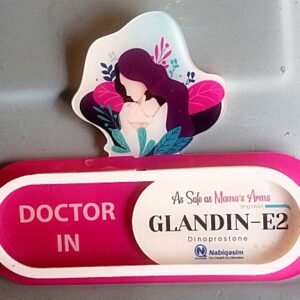 DOCTOR
IN
As Safe as Mama's Arms
GLANDIN-E2
Dinoprostone
Nabiqasim